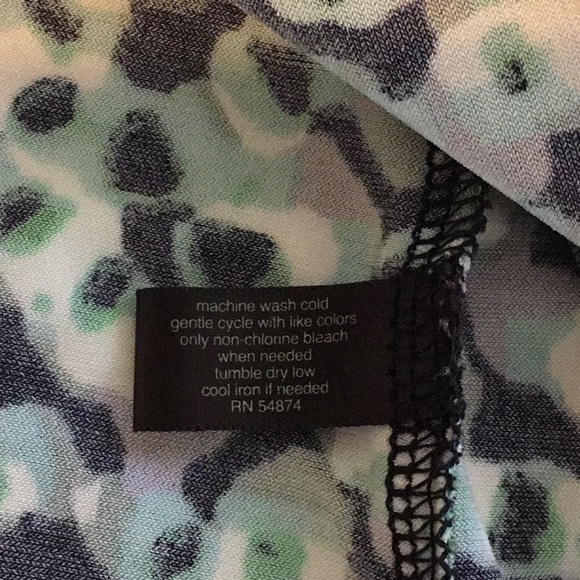 machine wash cold
gentle cycle with like colors
only non-chlorine bleach
when needed
tumble dry low
cool iron if needed
RN 54874